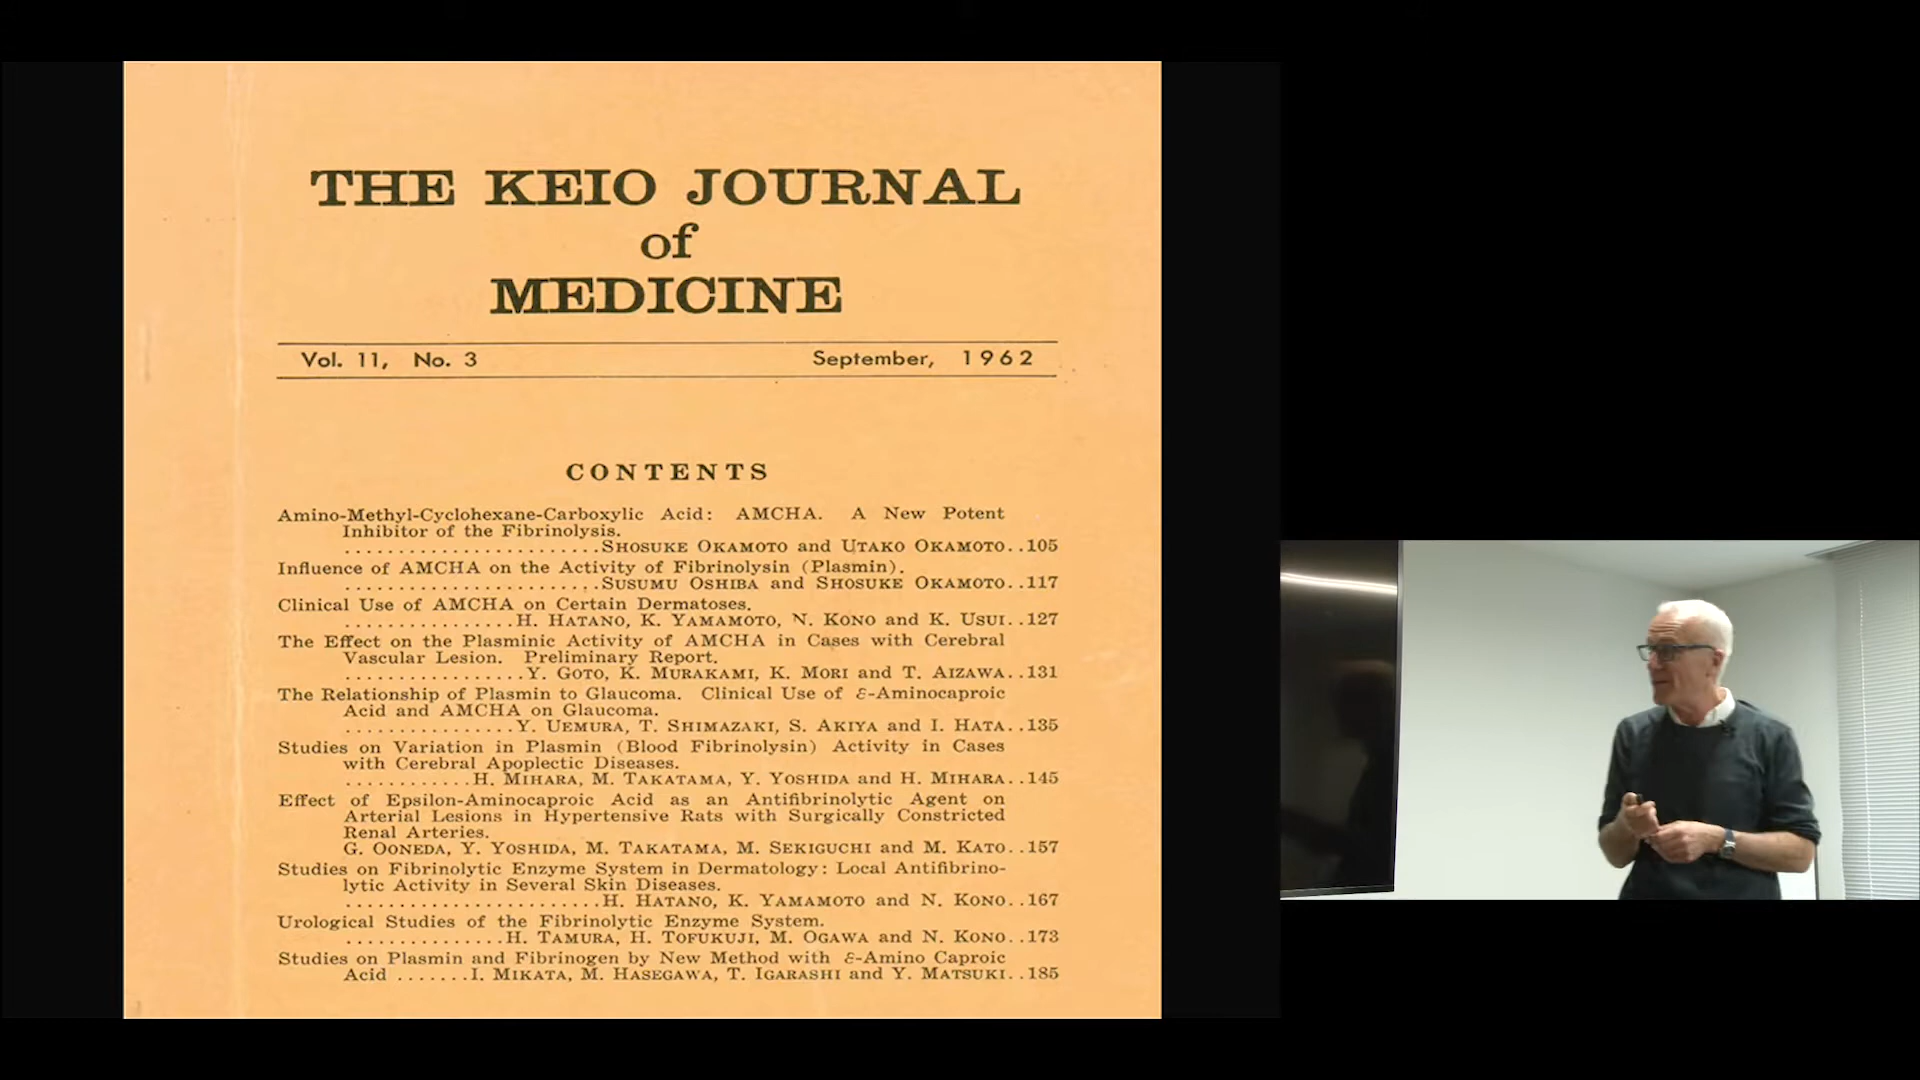 THE KEIO JOURNAL
of
MEDICINE
Vol. 11, No. 3 September, 1962
CONTENTS
Amino-Methyl-Cyclohexane-Carboxylic Acid: AMCHA. A New Potent
Inhibitor of the Fibrinolysis.
........................SHOSUKE OKAMOTO and UTAKO OKAMOTO..105
Influence of AMCHA on the Activity of Fibrinolysin (Plasmin).
........................SUSUMU OSHIBA and SHOSUKE OKAMOTO..117
Clinical Use of AMCHA on Certain Dermatoses.
................H. HATANO, K. YAMAMOTO, N. KONO and K. USUI..127
The Effect on the Plasminic Activity of AMCHA in Cases with Cerebral
Vascular Lesion. Preliminary Report.
.................Y. GOTO, K. MURAKAMI, K. MORI and T. AIZAWA..131
The Relationship of Plasmin to Glaucoma. Clinical Use of ε-Aminocaproic
Acid and AMCHA on Glaucoma.
................Y. UEMURA, T. SHIMAZAKI, S. AKIYA and I. HATA..135
Studies on Variation in Plasmin (Blood Fibrinolysin) Activity in Cases
with Cerebral Apoplectic Diseases.
............H. MIHARA, M. TAKATAMA, Y. YOSHIDA and H. MIHARA..145
Effect of Epsilon-Aminocaproic Acid as an Antifibrinolytic Agent on
Arterial Lesions in Hypertensive Rats with Surgically Constricted
Renal Arteries.
G. OONEDA, Y. YOSHIDA, M. TAKATAMA, M. SEKIGUCHI and M. KATO..157
Studies on Fibrinolytic Enzyme System in Dermatology: Local Antifibrino-
lytic Activity in Several Skin Diseases.
........................H. HATANO, K. YAMAMOTO and N. KONO..167
Urological Studies of the Fibrinolytic Enzyme System.
...............H. TAMURA, H. TOFUKUJI, M. OGAWA and N. KONO..173
Studies on Plasmin and Fibrinogen by New Method with ε-Amino Caproic
Acid .......I. MIKATA, M. HASEGAWA, T. IGARASHI and Y. MATSUKI..185